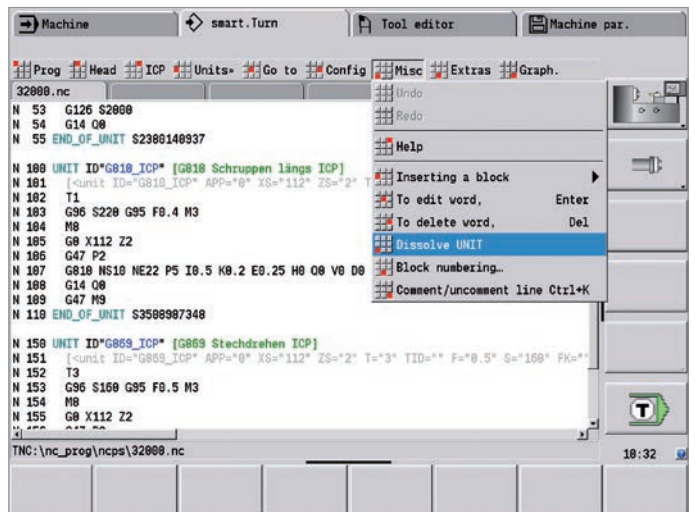 Machine
smart.Turn
Tool editor
Machine par.
Prog Head ICP Units» Go to Config Misc Extras Graph.
32000.nc
N 53 G126 S2000
N 54 G14 Q0
N 55 END_OF_UNIT S2300140937
N 100 UNIT ID"G810_ICP" [G810 Schruppen längs ICP]
N 101 [<unit ID="G810_ICP" APP="0" XS="112" ZS="2" T
N 102 T1
N 103 G96 S220 G95 F0.4 M3
N 104 M8
N 105 G0 X112 Z2
N 106 G47 P2
N 107 G810 NS10 NE22 P5 I0.5 K0.2 E0.25 H0 Q0 V0 D0
N 108 G14 Q0
N 109 G47 M9
N 110 END_OF_UNIT S3508907348
N 150 UNIT ID"G869_ICP" [G869 Stechdrehen ICP]
N 151 [<unit ID="G869_ICP" APP="0" XS="112" ZS="2" T="3" TID="" F="0.5" S="160" FK="
N 152 T3
N 153 G96 S160 G95 F0.5 M3
N 154 M8
N 155 G0 X112 Z2
Undo
Redo
Help
Inserting a block
To edit word, Enter
To delete word, Del
Dissolve UNIT
Block numbering…
Comment/uncomment line Ctrl+K
T
TNC:\nc_prog\ncps\32000.nc
10:32